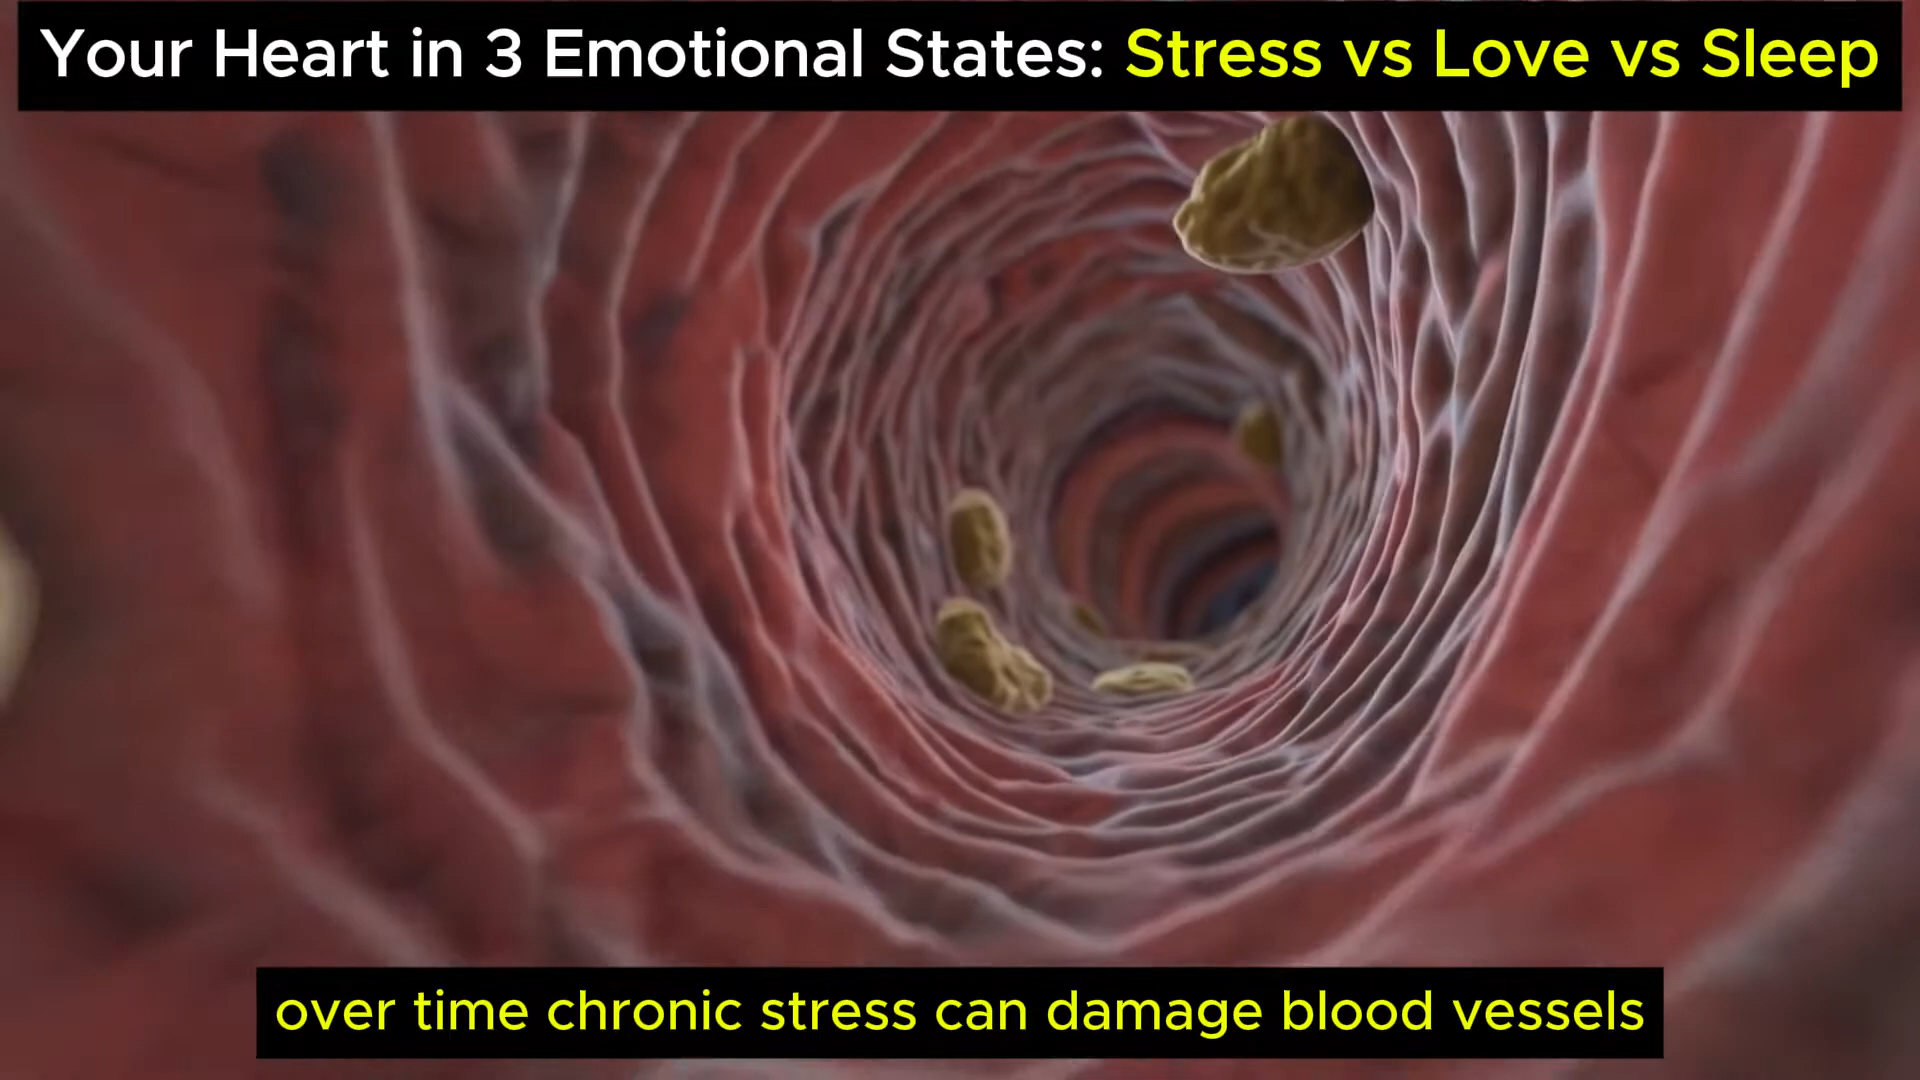 Your Heart in 3 Emotional States: Stress vs Love vs Sleep
over time chronic stress can damage blood vessels